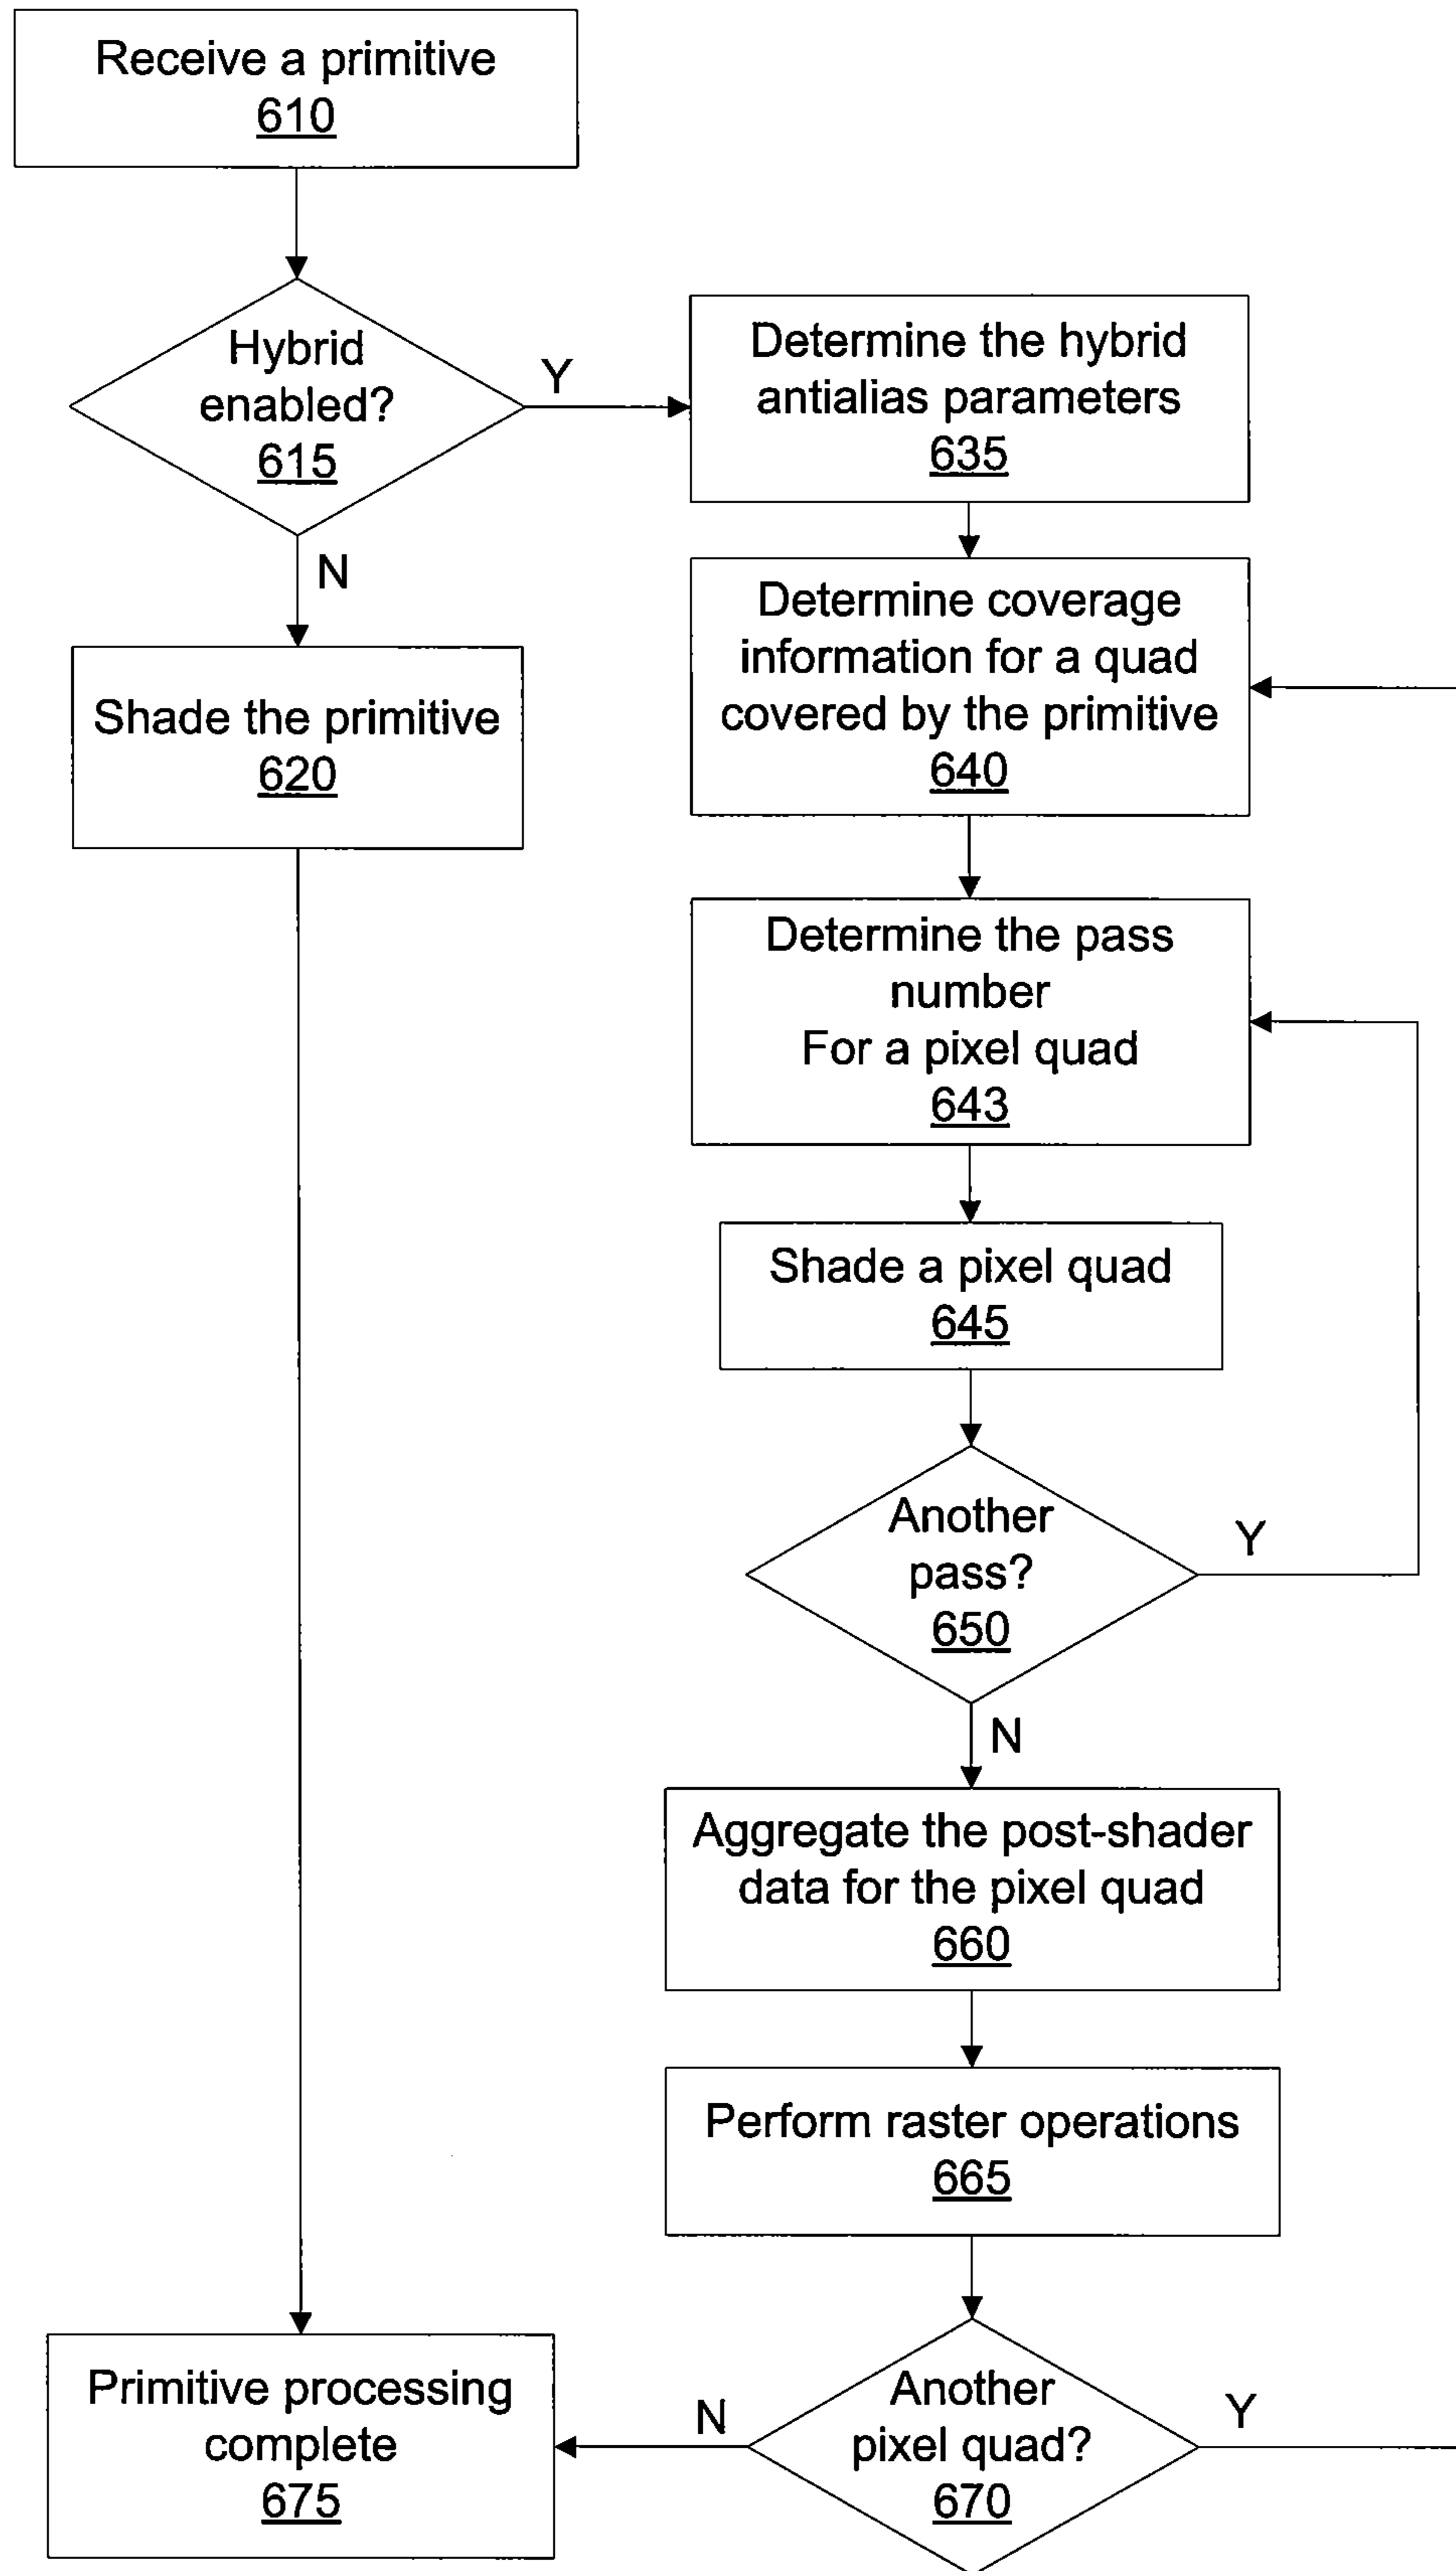 Receive a primitive
610
Hybrid
enabled?
615
Y
N
Shade the primitive
620
Determine the hybrid
antialias parameters
635
Determine coverage
information for a quad
covered by the primitive
640
Determine the pass
number
For a pixel quad
643
Shade a pixel quad
645
Another
pass?
650
Y
N
Aggregate the post-shader
data for the pixel quad
660
Perform raster operations
665
Another
pixel quad?
670
Y
N
Primitive processing
complete
675